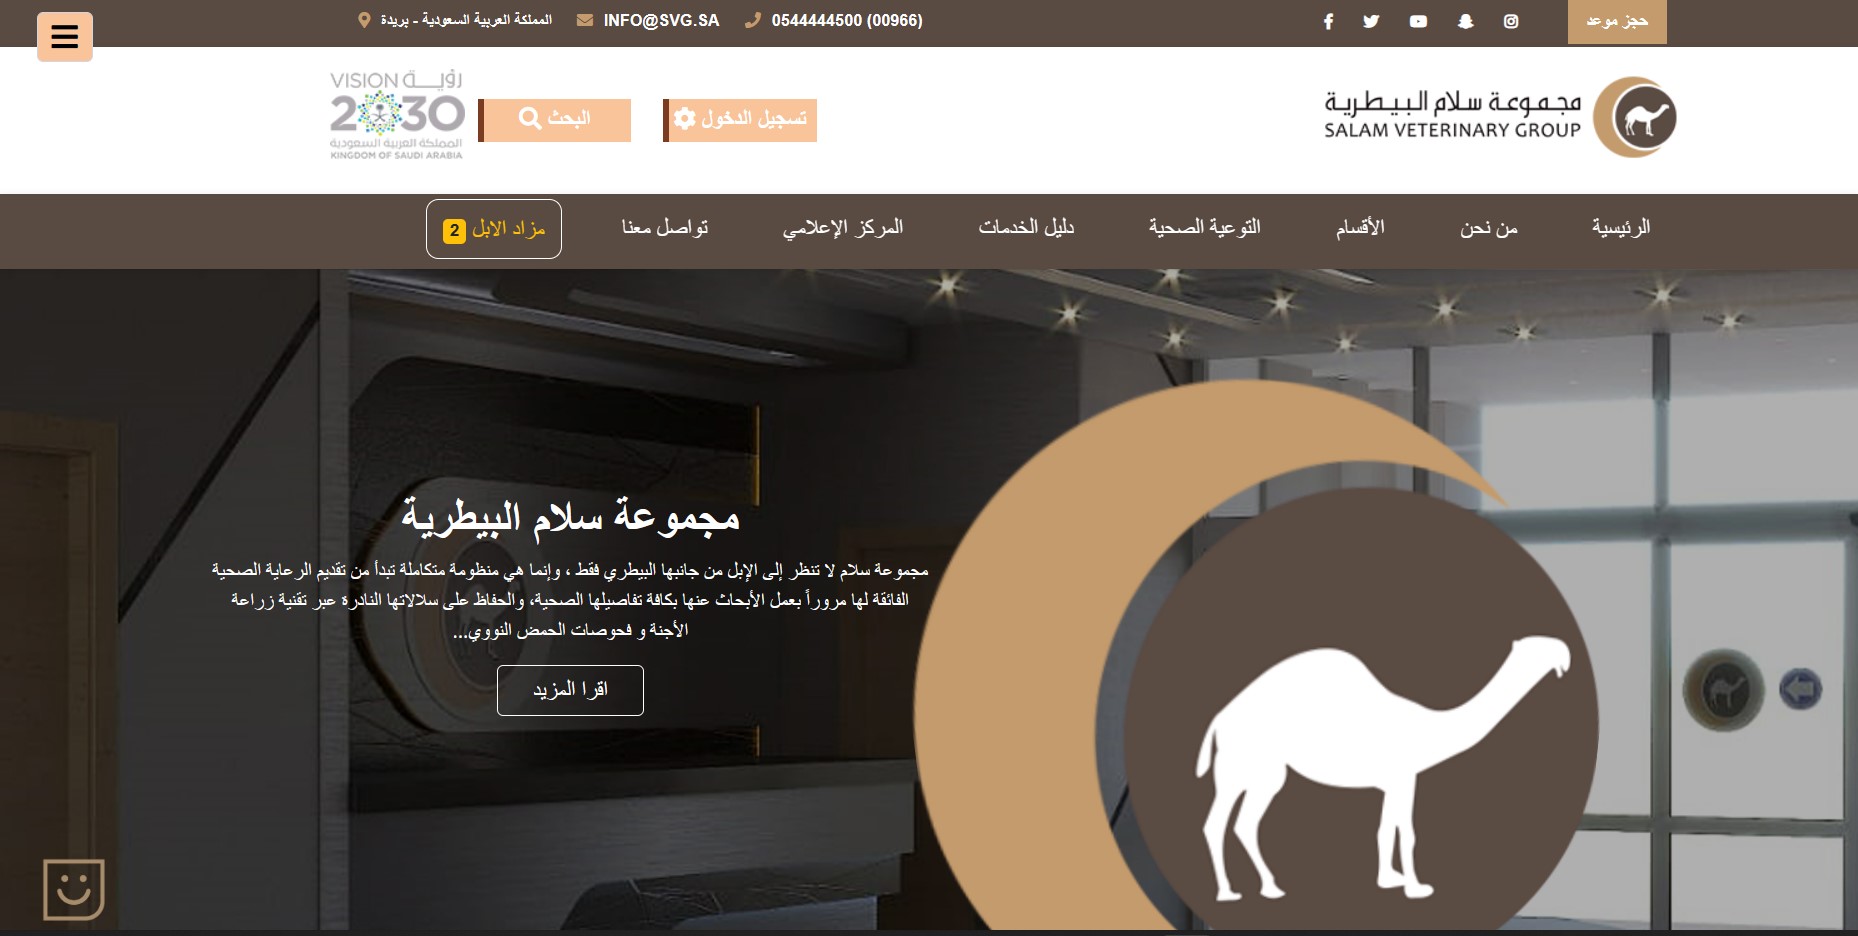 حجز موعد
0544444500 (00966)
INFO@SVG.SA
المملكة العربية السعودية - بريدة
مجموعة سلام البيطرية
SALAM VETERINARY GROUP
تسجيل الدخول
البحث
VISION رؤيـــة
2030
المملكة العربية السعودية
KINGDOM OF SAUDI ARABIA
الرئيسية
من نحن
الأقسام
التوعية الصحية
دليل الخدمات
المركز الإعلامي
تواصل معنا
مزاد الابل 2
مجموعة سلام البيطرية
مجموعة سلام لا تنظر إلى الإبل من جانبها البيطري فقط ، وإنما هي منظومة متكاملة تبدأ من تقديم الرعاية الصحية
الفائقة لها مروراً بعمل الأبحاث عنها بكافة تفاصيلها الصحية، والحفاظ على سلالاتها النادرة عبر تقنية زراعة
الأجنة و فحوصات الحمض النووي...
اقرا المزيد